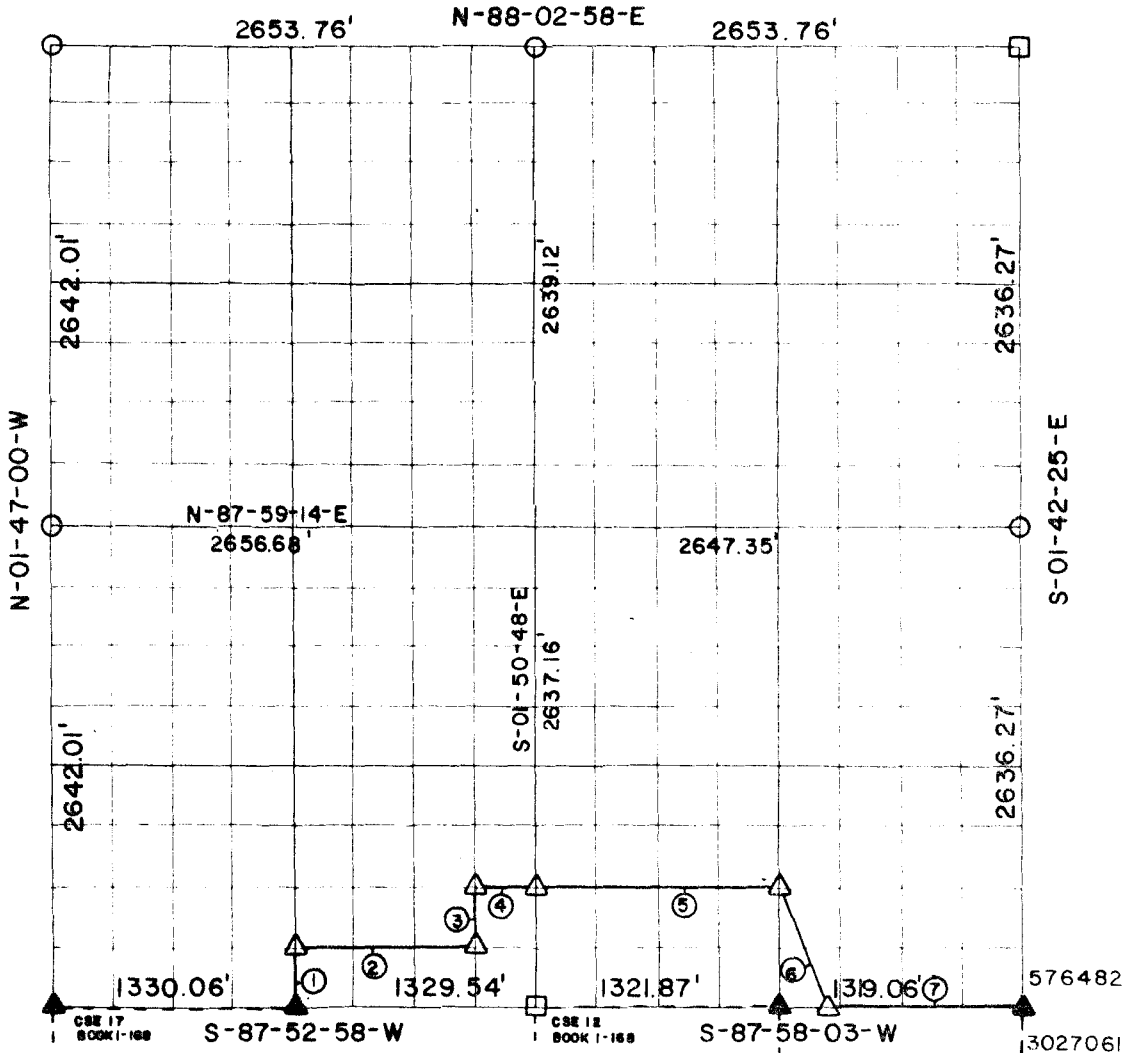 N-88-02-58-E
2653.76'
2653.76'
2642.01'
2639.12'
2636.27'
N-01-47-00-W
S-01-42-25-E
N-87-59-14-E
2656.68'
2647.35'
S-01-50-48-E
2637.16'
2642.01'
2636.27'
3
4
5
1
2
6
1330.06'
1329.54'
1321.87'
1319.06'
7
576482
CSE 17
BOOK 1-168
S-87-52-58-W
CSE 12
BOOK 1-168
S-87-58-03-W
3027061